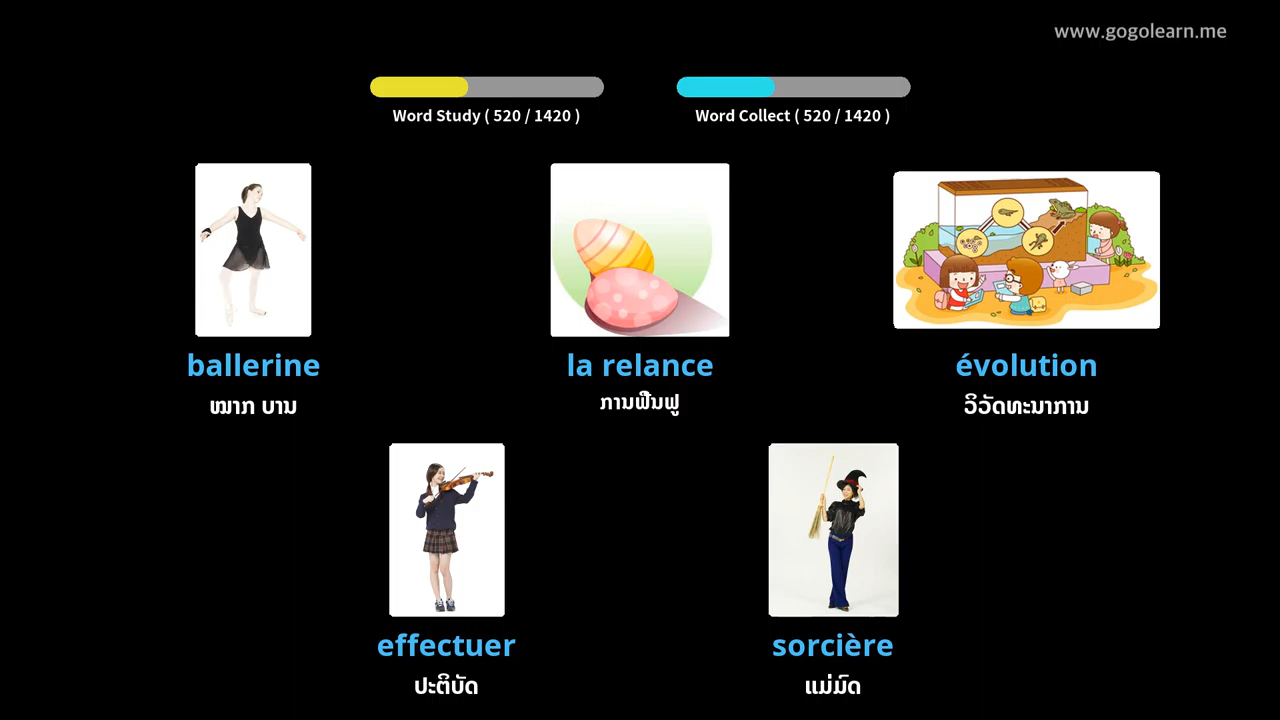 www.gogolearn.me
Word Study ( 520 / 1420 )
Word Collect ( 520 / 1420 )
ballerine
ໝາກ ບານ
la relance
ການຟື້ນຟູ
évolution
ວິວັດທະນາການ
effectuer
ປະຕິບັດ
sorcière
ແມ່ມົດ